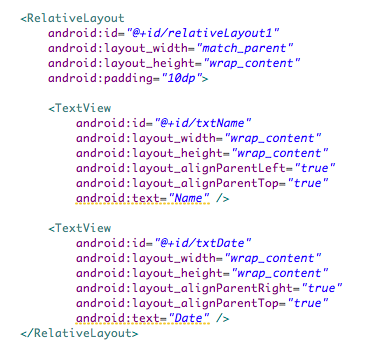 <RelativeLayout
    android:id="@+id/relativeLayout1"
    android:layout_width="match_parent"
    android:layout_height="wrap_content"
    android:padding="10dp">

    <TextView
        android:id="@+id/txtName"
        android:layout_width="wrap_content"
        android:layout_height="wrap_content"
        android:layout_alignParentLeft="true"
        android:layout_alignParentTop="true"
        android:text="Name" />

    <TextView
        android:id="@+id/txtDate"
        android:layout_width="wrap_content"
        android:layout_height="wrap_content"
        android:layout_alignParentRight="true"
        android:layout_alignParentTop="true"
        android:text="Date" />
</RelativeLayout>